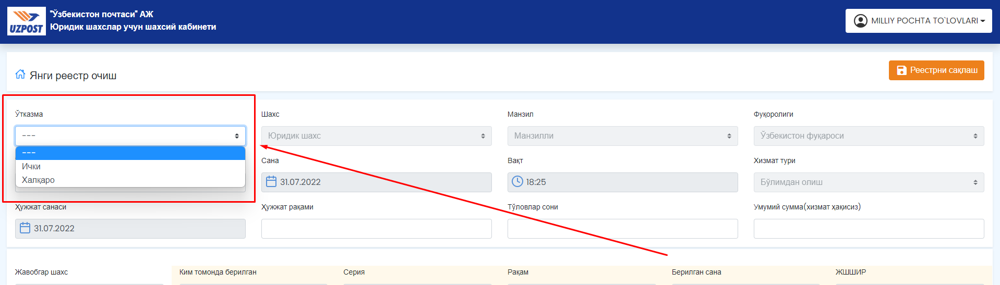 "Ўзбекистон почтаси" АЖ
Юридик шахслар учун шахсий кабинети
UZPOST
MILLIY POCHTA TO`LOVLARI
Янги реестр очиш
Реестрни сақлаш
Ўтказма
Шахс
Манзил
Фуқоролиги
---
Юридик шахс
Манзилли
Ўзбекистон фуқароси
---
Ички
Халқаро
Сана
Вақт
Хизмат тури
31.07.2022
18:25
Бўлимдан олиш
Ҳужжат санаси
Ҳужжат рақами
Тўловлар сони
Умумий сумма(хизмат ҳақисиз)
31.07.2022
Жавобгар шахс
Ким томонда берилган
Серия
Рақам
Берилган сана
ЖШШИР